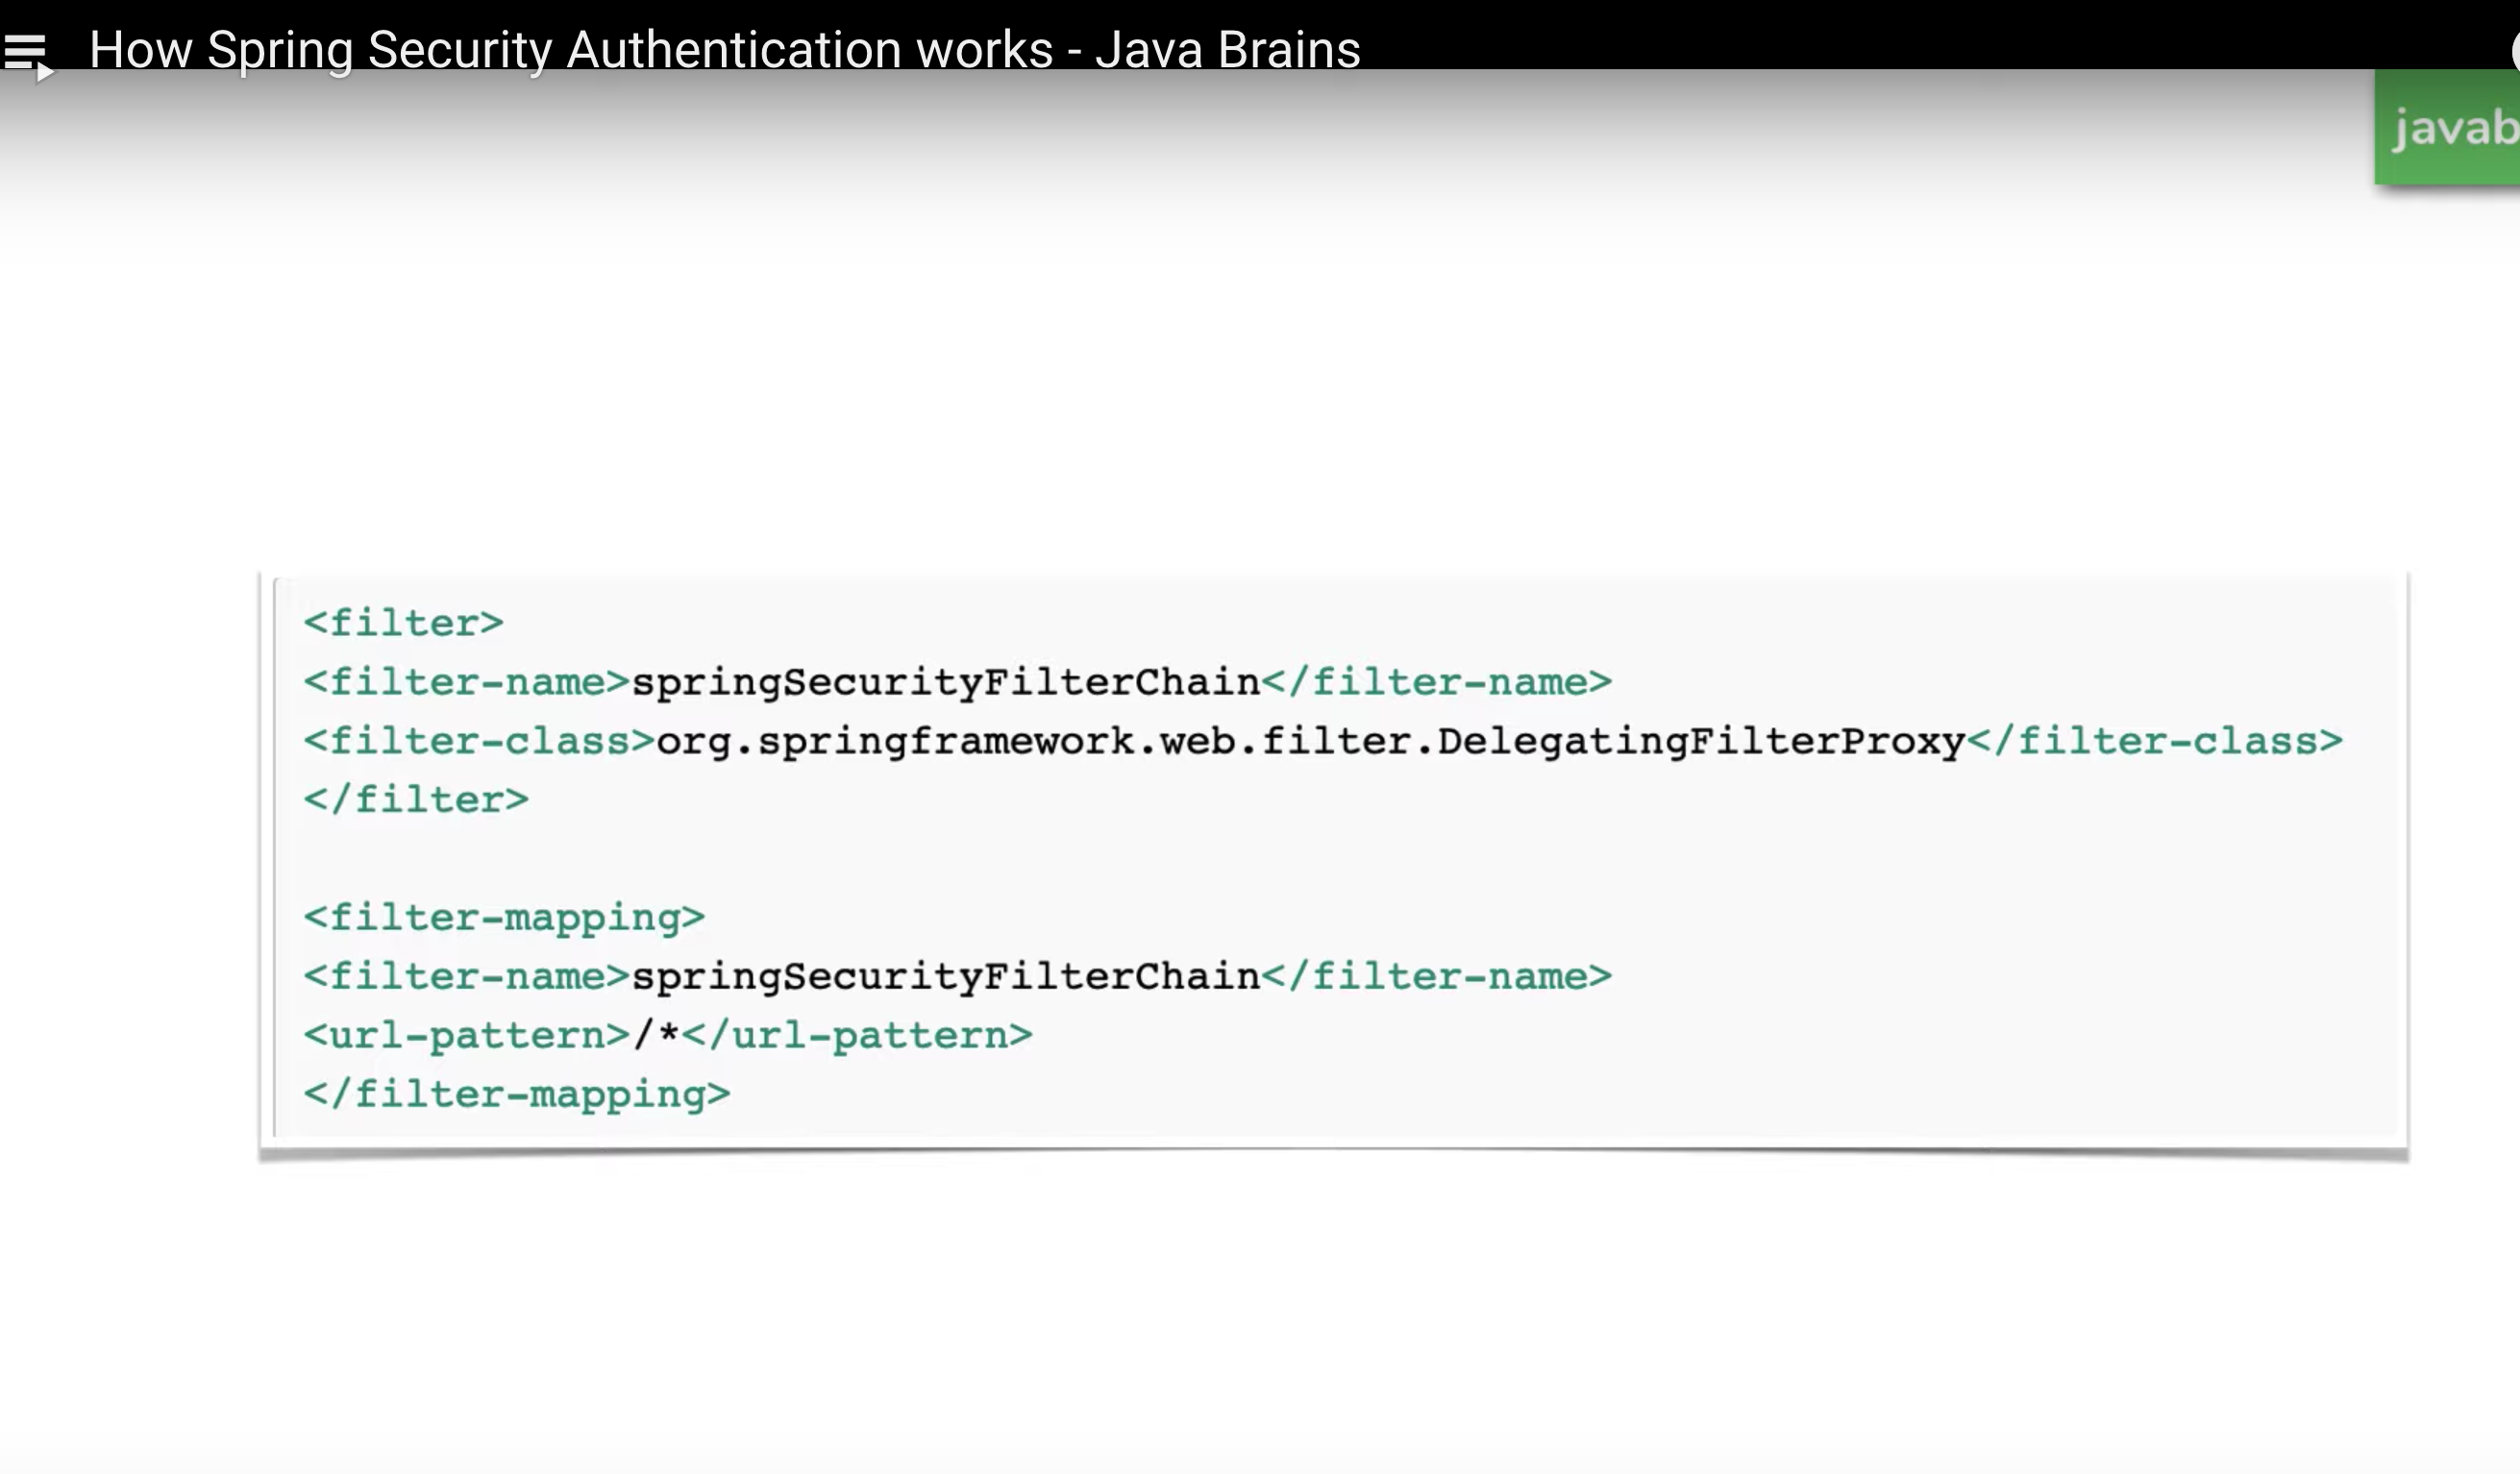 How Spring Security Authentication works - Java Brains
javab
<filter>
<filter-name>springSecurityFilterChain</filter-name>
<filter-class>org.springframework.web.filter.DelegatingFilterProxy</filter-class>
</filter>
<filter-mapping>
<filter-name>springSecurityFilterChain</filter-name>
<url-pattern>/*</url-pattern>
</filter-mapping>